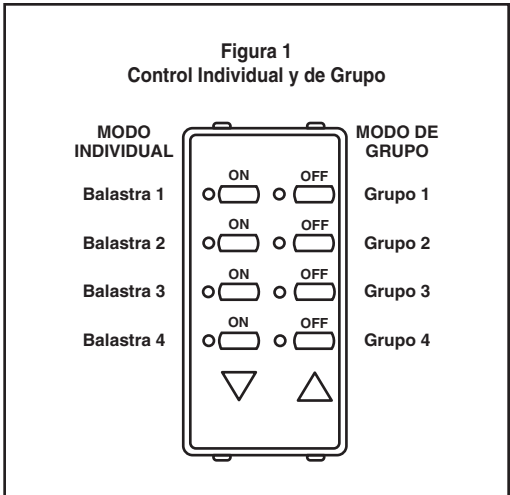 Figura 1
Control Individual y de Grupo
MODO
INDIVIDUAL
MODO DE
GRUPO
ON OFF
Balastra 1 Grupo 1
ON OFF
Balastra 2 Grupo 2
ON OFF
Balastra 3 Grupo 3
ON OFF
Balastra 4 Grupo 4